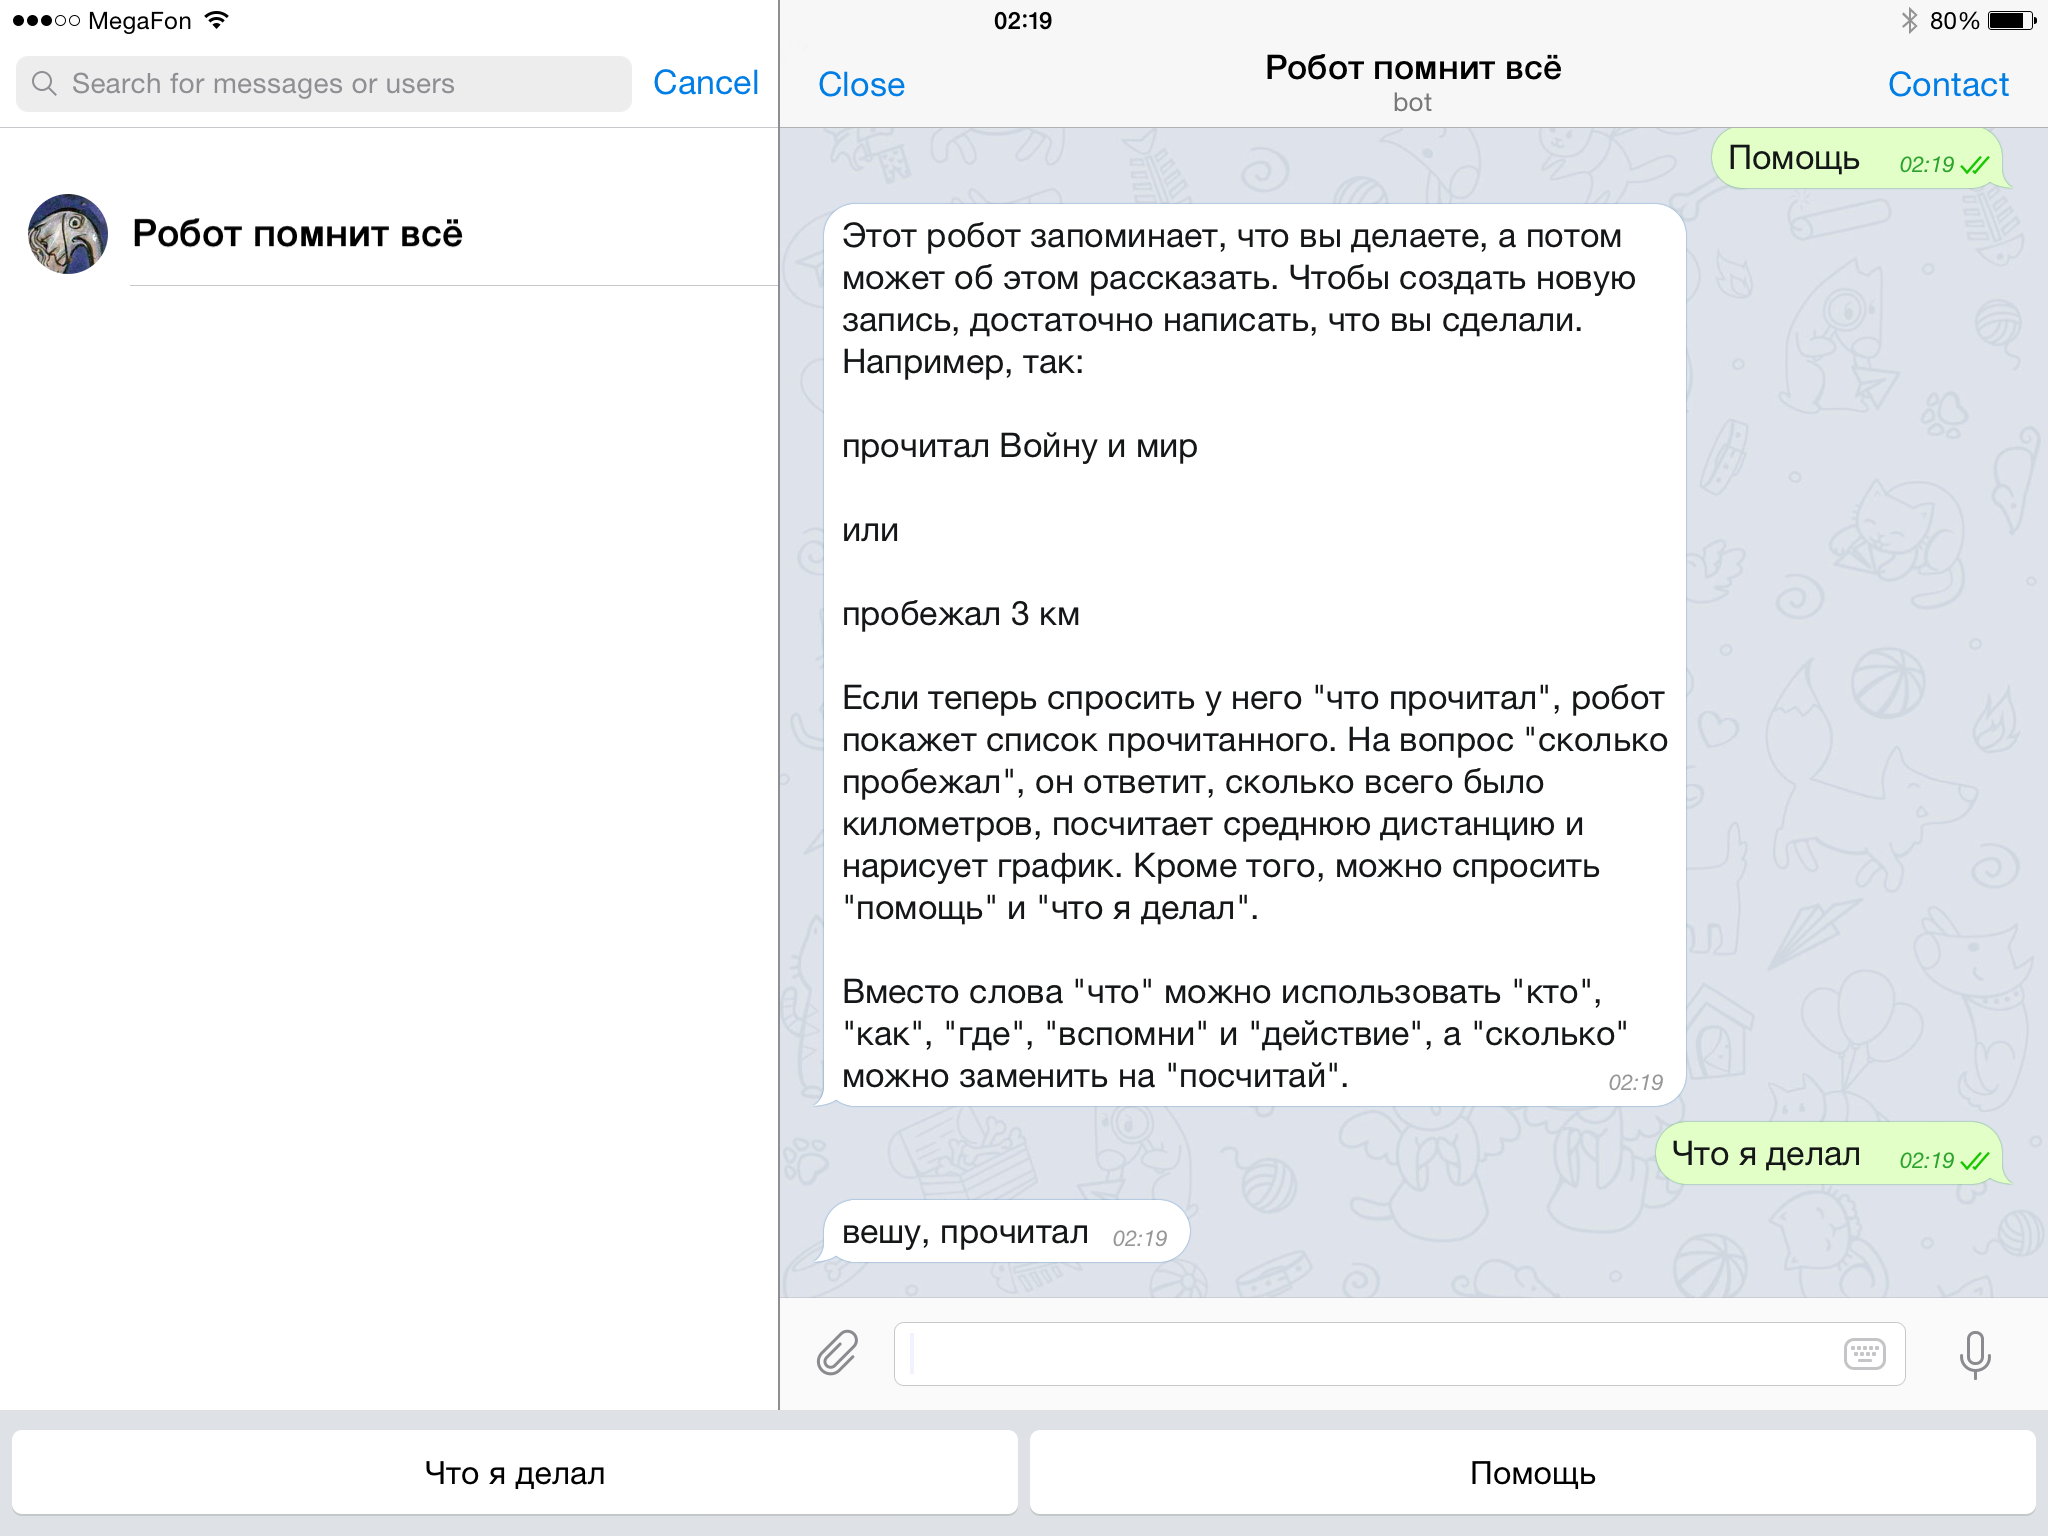 MegaFon
02:19
80%
Search for messages or users
Cancel
Робот помнит всё
Close
Робот помнит всё
bot
Contact
Помощь 02:19
Этот робот запоминает, что вы делаете, а потом
может об этом рассказать. Чтобы создать новую
запись, достаточно написать, что вы сделали.
Например, так:
прочитал Войну и мир
или
пробежал 3 км
Если теперь спросить у него "что прочитал", робот
покажет список прочитанного. На вопрос "сколько
пробежал", он ответит, сколько всего было
километров, посчитает среднюю дистанцию и
нарисует график. Кроме того, можно спросить
"помощь" и "что я делал".
Вместо слова "что" можно использовать "кто",
"как", "где", "вспомни" и "действие", а "сколько"
можно заменить на "посчитай". 02:19
Что я делал 02:19
вешу, прочитал 02:19
Что я делал
Помощь